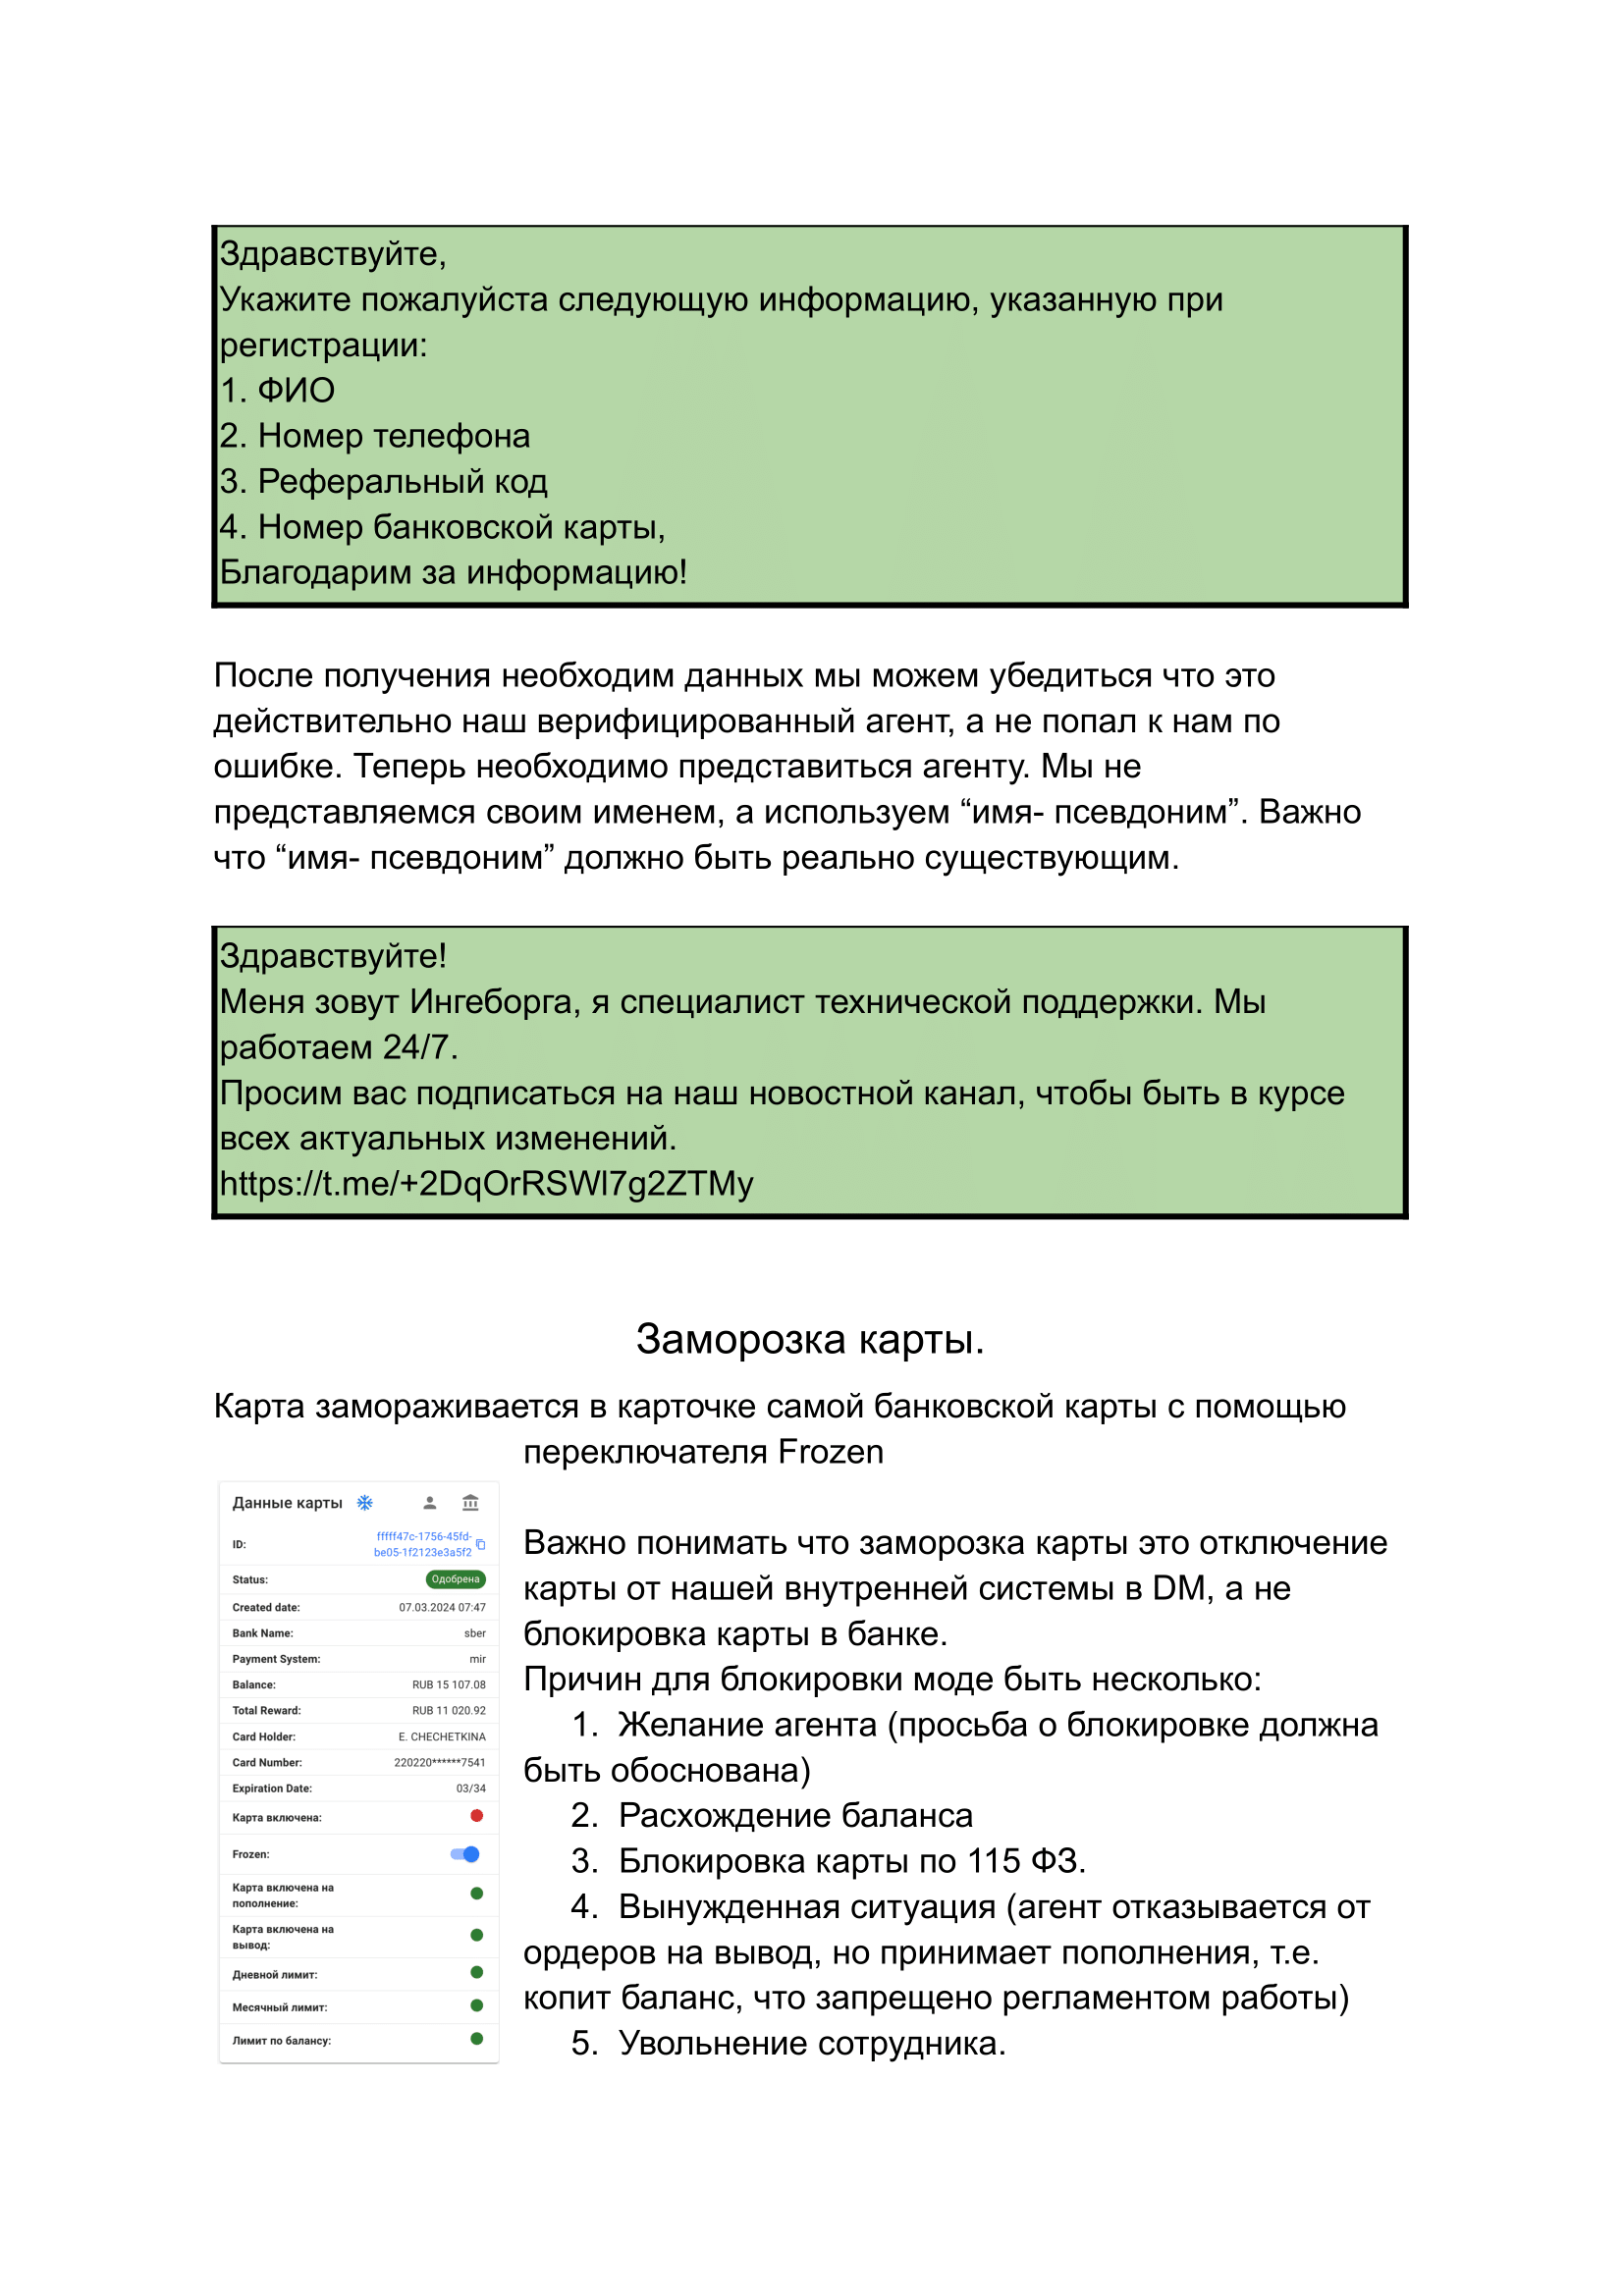 Здравствуйте,
Укажите пожалуйста следующую информацию, указанную при
регистрации:
1. ФИО
2. Номер телефона
3. Реферальный код
4. Номер банковской карты,
Благодарим за информацию!
После получения необходим данных мы можем убедиться что это
действительно наш верифицированный агент, а не попал к нам по
ошибке. Теперь необходимо представиться агенту. Мы не
представляемся своим именем, а используем “имя- псевдоним”. Важно
что “имя- псевдоним” должно быть реально существующим.
Здравствуйте!
Меня зовут Ингеборга, я специалист технической поддержки. Мы
работаем 24/7.
Просим вас подписаться на наш новостной канал, чтобы быть в курсе
всех актуальных изменений.
https://t.me/+2DqOrRSWl7g2ZTMy
Заморозка карты.
Карта замораживается в карточке самой банковской карты с помощью
переключателя Frozen
Данные карты
ID: fffff47c-1756-45fd-
be05-1f2123e3a5f2
Status: Одобрена
Created date: 07.03.2024 07:47
Bank Name: sber
Payment System: mir
Balance: RUB 15 107.08
Total Reward: RUB 11 020.92
Card Holder: E. CHECHETKINA
Card Number: 220220******7541
Expiration Date: 03/34
Карта включена:
Frozen:
Карта включена на
пополнение:
Карта включена на
вывод:
Дневной лимит:
Месячный лимит:
Лимит по балансу:
Важно понимать что заморозка карты это отключение
карты от нашей внутренней системы в DM, а не
блокировка карты в банке.
Причин для блокировки моде быть несколько:
1. Желание агента (просьба о блокировке должна
быть обоснована)
2. Расхождение баланса
3. Блокировка карты по 115 ФЗ.
4. Вынужденная ситуация (агент отказывается от
ордеров на вывод, но принимает пополнения, т.е.
копит баланс, что запрещено регламентом работы)
5. Увольнение сотрудника.